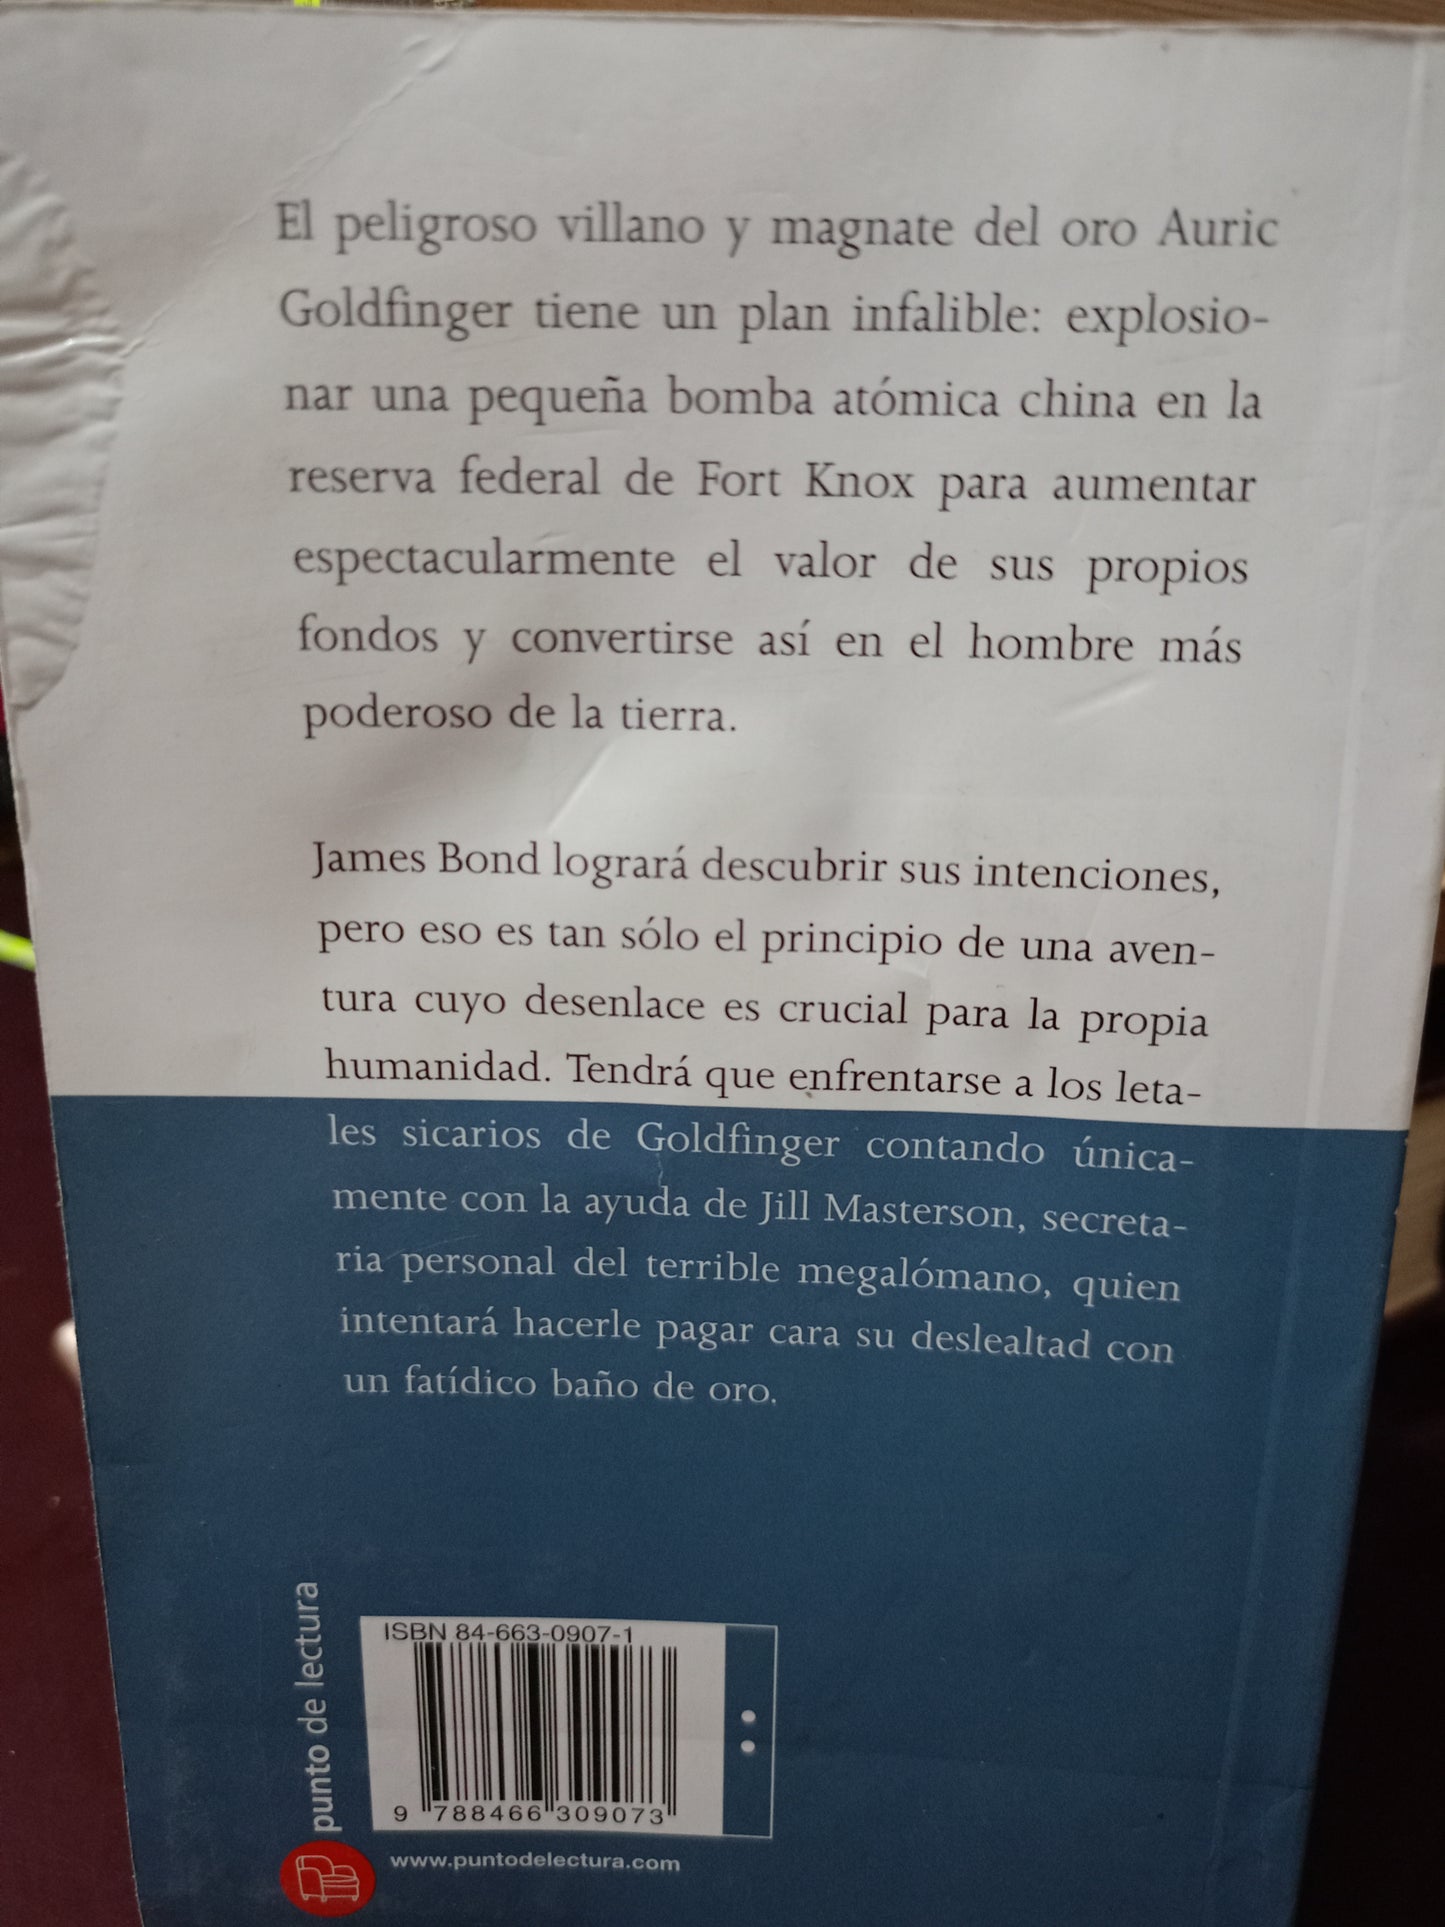 El peligroso villano y magnate del oro Auric
Goldfinger tiene un plan infalible: explosio-
nar una pequeña bomba atómica china en la
reserva federal de Fort Knox para aumentar
espectacularmente el valor de sus propios
fondos y convertirse así en el hombre más
poderoso de la tierra.
James Bond logrará descubrir sus intenciones,
pero eso es tan sólo el principio de una aven-
tura cuyo desenlace es crucial para la propia
humanidad. Tendrá que enfrentarse a los leta-
les sicarios de Goldfinger contando única-
mente con la ayuda de Jill Masterson, secreta-
ria personal del terrible megalómano, quien
intentará hacerle pagar cara su deslealtad con
un fatídico baño de oro.
punto de lectura
ISBN 84-663-0907-1
9 788466 309073
www.puntodelectura.com